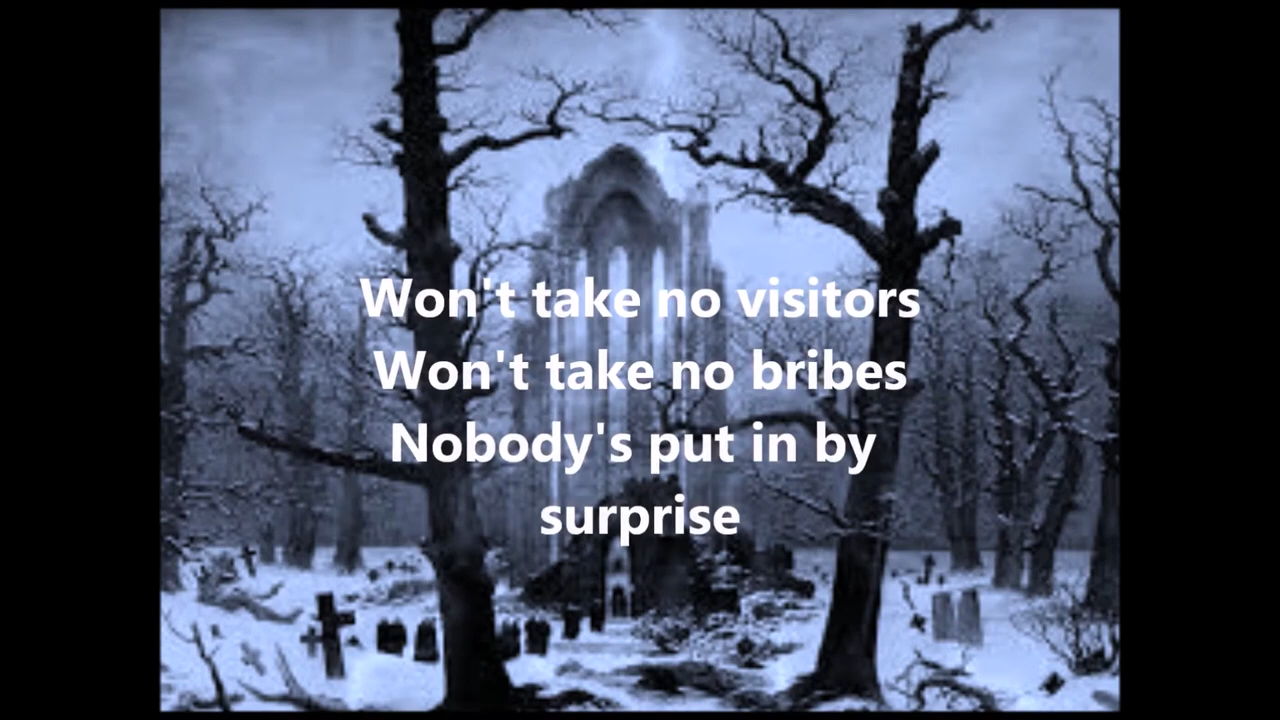 Won't take no visitors
Won't take no bribes
Nobody's put in by
surprise